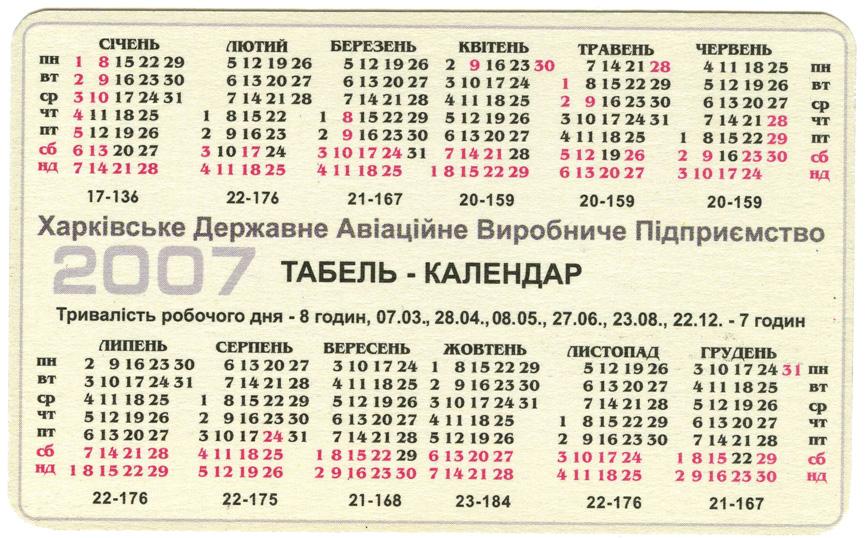 СІЧЕНЬ ЛЮТИЙ БЕРЕЗЕНЬ КВІТЕНЬ ТРАВЕНЬ ЧЕРВЕНЬ
пн 1 8 15 22 29 5 12 19 26 5 12 19 26 2 9 16 23 30 7 14 21 28 4 11 18 25 пн
вт 2 9 16 23 30 6 13 20 27 6 13 20 27 3 10 17 24 1 8 15 22 29 5 12 19 26 вт
ср 3 10 17 24 31 7 14 21 28 7 14 21 28 4 11 18 25 2 9 16 23 30 6 13 20 27 ср
чт 4 11 18 25 1 8 15 22 1 8 15 22 29 5 12 19 26 3 10 17 24 31 7 14 21 28 чт
пт 5 12 19 26 2 9 16 23 2 9 16 23 30 6 13 20 27 4 11 18 25 1 8 15 22 29 пт
сб 6 13 20 27 3 10 17 24 3 10 17 24 31 7 14 21 28 5 12 19 26 2 9 16 23 30 сб
нд 7 14 21 28 4 11 18 25 4 11 18 25 1 8 15 22 29 6 13 20 27 3 10 17 24 нд
17-136 22-176 21-167 20-159 20-159 20-159
Харківське Державне Авіаційне Виробниче Підприємство
2007 ТАБЕЛЬ - КАЛЕНДАР
Тривалість робочого дня - 8 годин, 07.03., 28.04., 08.05., 27.06., 23.08., 22.12. - 7 годин
ЛИПЕНЬ СЕРПЕНЬ ВЕРЕСЕНЬ ЖОВТЕНЬ ЛИСТОПАД ГРУДЕНЬ
пн 2 9 16 23 30 6 13 20 27 3 10 17 24 1 8 15 22 29 5 12 19 26 3 10 17 24 31 пн
вт 3 10 17 24 31 7 14 21 28 4 11 18 25 2 9 16 23 30 6 13 20 27 4 11 18 25 вт
ср 4 11 18 25 1 8 15 22 29 5 12 19 26 3 10 17 24 31 7 14 21 28 5 12 19 26 ср
чт 5 12 19 26 2 9 16 23 30 6 13 20 27 4 11 18 25 1 8 15 22 29 6 13 20 27 чт
пт 6 13 20 27 3 10 17 24 31 7 14 21 28 5 12 19 26 2 9 16 23 30 7 14 21 28 пт
сб 7 14 21 28 4 11 18 25 1 8 15 22 29 6 13 20 27 3 10 17 24 1 8 15 22 29 сб
нд 1 8 15 22 29 5 12 19 26 2 9 16 23 30 7 14 21 28 4 11 18 25 2 9 16 23 30 нд
22-176 22-175 21-168 23-184 22-176 21-167